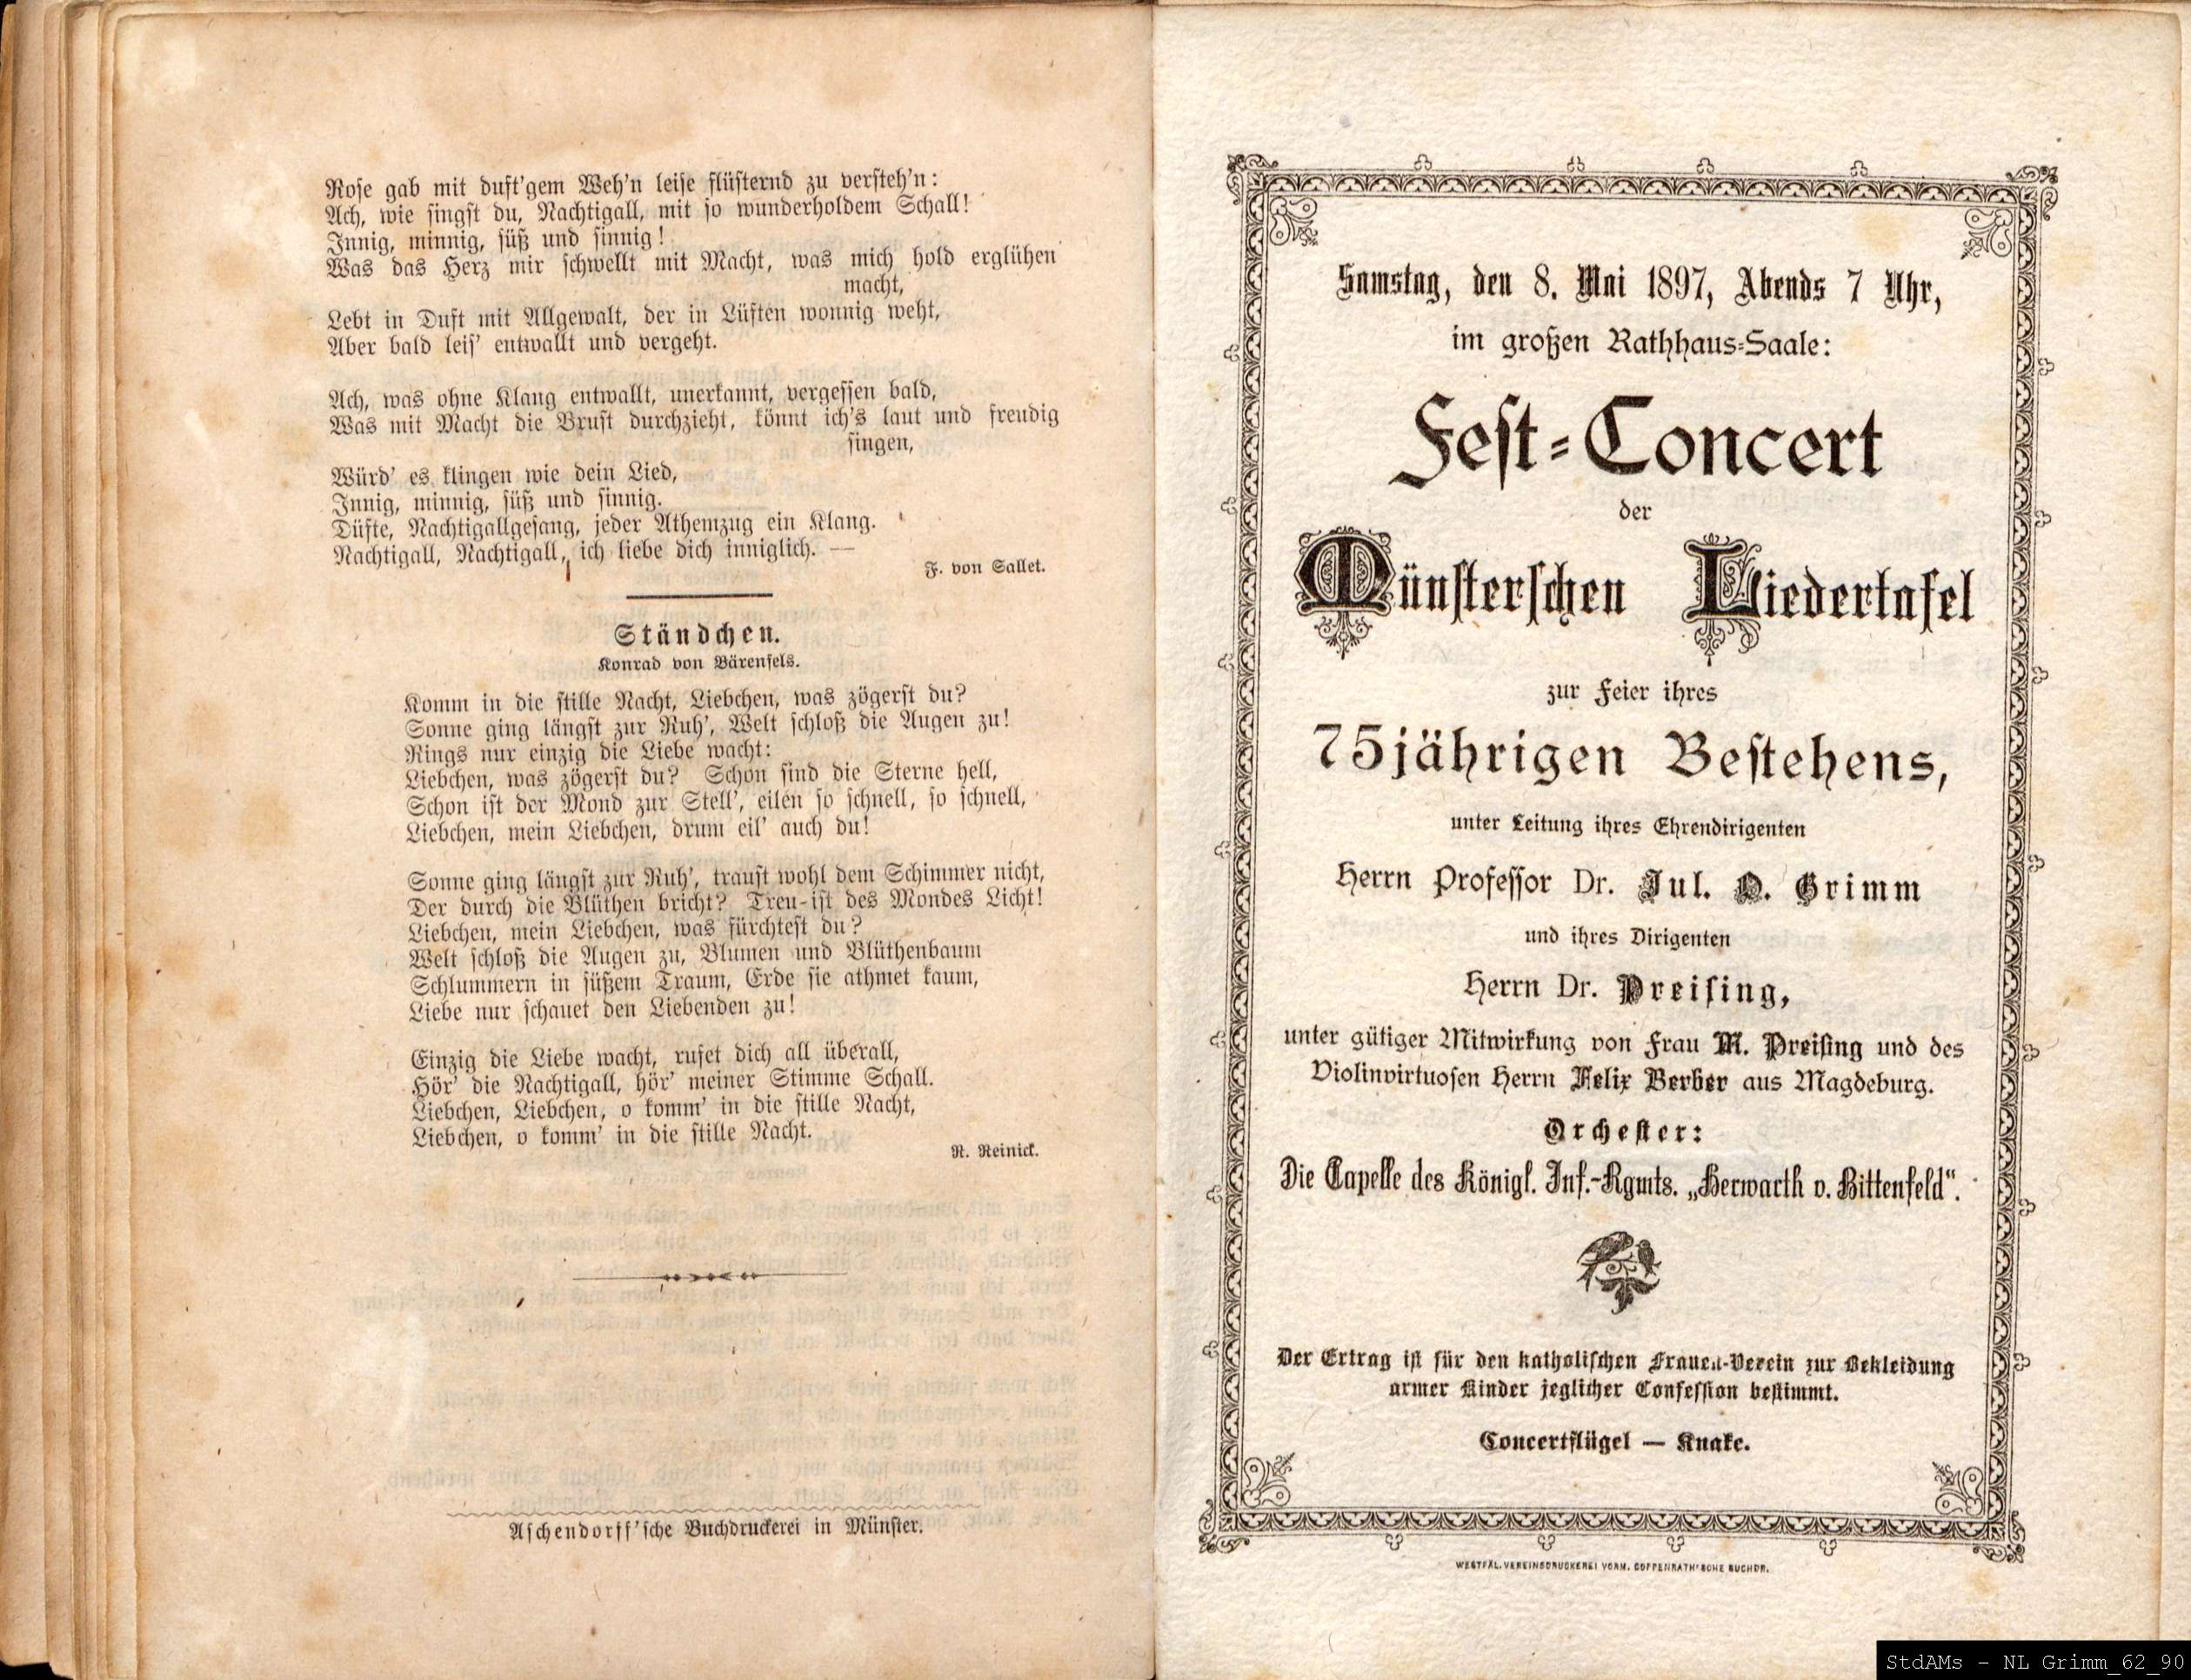 Rose gab mit duft'gem Weh'n leise flüsternd zu versteh'n:
Ach, wie singst du, Nachtigall, mit so wunderholdem Schall!
Innig, minnig, süß und sinnig!
Was das Herz mir schwellt mit Macht, was mich hold erglühen
macht,
Lebt in Duft mit Allgewalt, der in Lüften wonnig weht,
Aber bald leis' entwallt und vergeht.
Ach, was ohne Klang entwallt, unerkannt, vergessen bald,
Was mit Macht die Brust durchzieht, könnt ich's laut und freudig
singen,
Würd' es klingen wie dein Lied,
Innig, minnig, süß und sinnig.
Düfte, Nachtigallgesang, jeder Athemzug ein Klang.
Nachtigall, Nachtigall, ich liebe dich inniglich. —
F. von Sallet.
Ständchen.
Konrad von Bärenfels.
Komm in die stille Nacht, Liebchen, was zögerst du?
Sonne ging längst zur Ruh', Welt schloß die Augen zu!
Rings nur einzig die Liebe wacht:
Liebchen, was zögerst du? Schon sind die Sterne hell,
Schon ist der Mond zur Stell', eilen so schnell, so schnell,
Liebchen, mein Liebchen, drum eil' auch du!
Sonne ging längst zur Ruh', traust wohl dem Schimmer nicht,
Der durch die Blüthen bricht? Treu-ist des Mondes Licht!
Liebchen, mein Liebchen, was fürchtest du?
Welt schloß die Augen zu, Blumen und Blüthenbaum
Schlummern in süßem Traum, Erde sie athmet kaum,
Liebe nur schauet den Liebenden zu!
Einzig die Liebe wacht, rufet dich all überall,
Hör' die Nachtigall, hör' meiner Stimme Schall.
Liebchen, Liebchen, o komm' in die stille Nacht,
Liebchen, o komm' in die stille Nacht.
R. Reinick.
Aschendorff'sche Buchdruckerei in Münster.
Samstag, den 8. Mai 1897, Abends 7 Uhr,
im großen Rathhaus-Saale:
Fest-Concert
der
Münsterschen Liedertafel
zur Feier ihres
75jährigen Bestehens,
unter Leitung ihres Ehrendirigenten
Herrn Professor Dr. Jul. O. Grimm
und ihres Dirigenten
Herrn Dr. Preising,
unter gütiger Mitwirkung von Frau M. Preising und des
Violinvirtuosen Herrn Felix Berber aus Magdeburg.
Orchester:
Die Capelle des Königl. Inf.-Rgmts. „Herwarth v. Bittenfeld".
Der Ertrag ist für den katholischen Frauen-Verein zur Bekleidung
armer Kinder jeglicher Confession bestimmt.
Concertflügel — Knake.
WESTFÄL. VEREINSDRUCKEREI VORM. COPPENRATH'SCHE BUCHDR.
StdAMs - NL Grimm_62_90